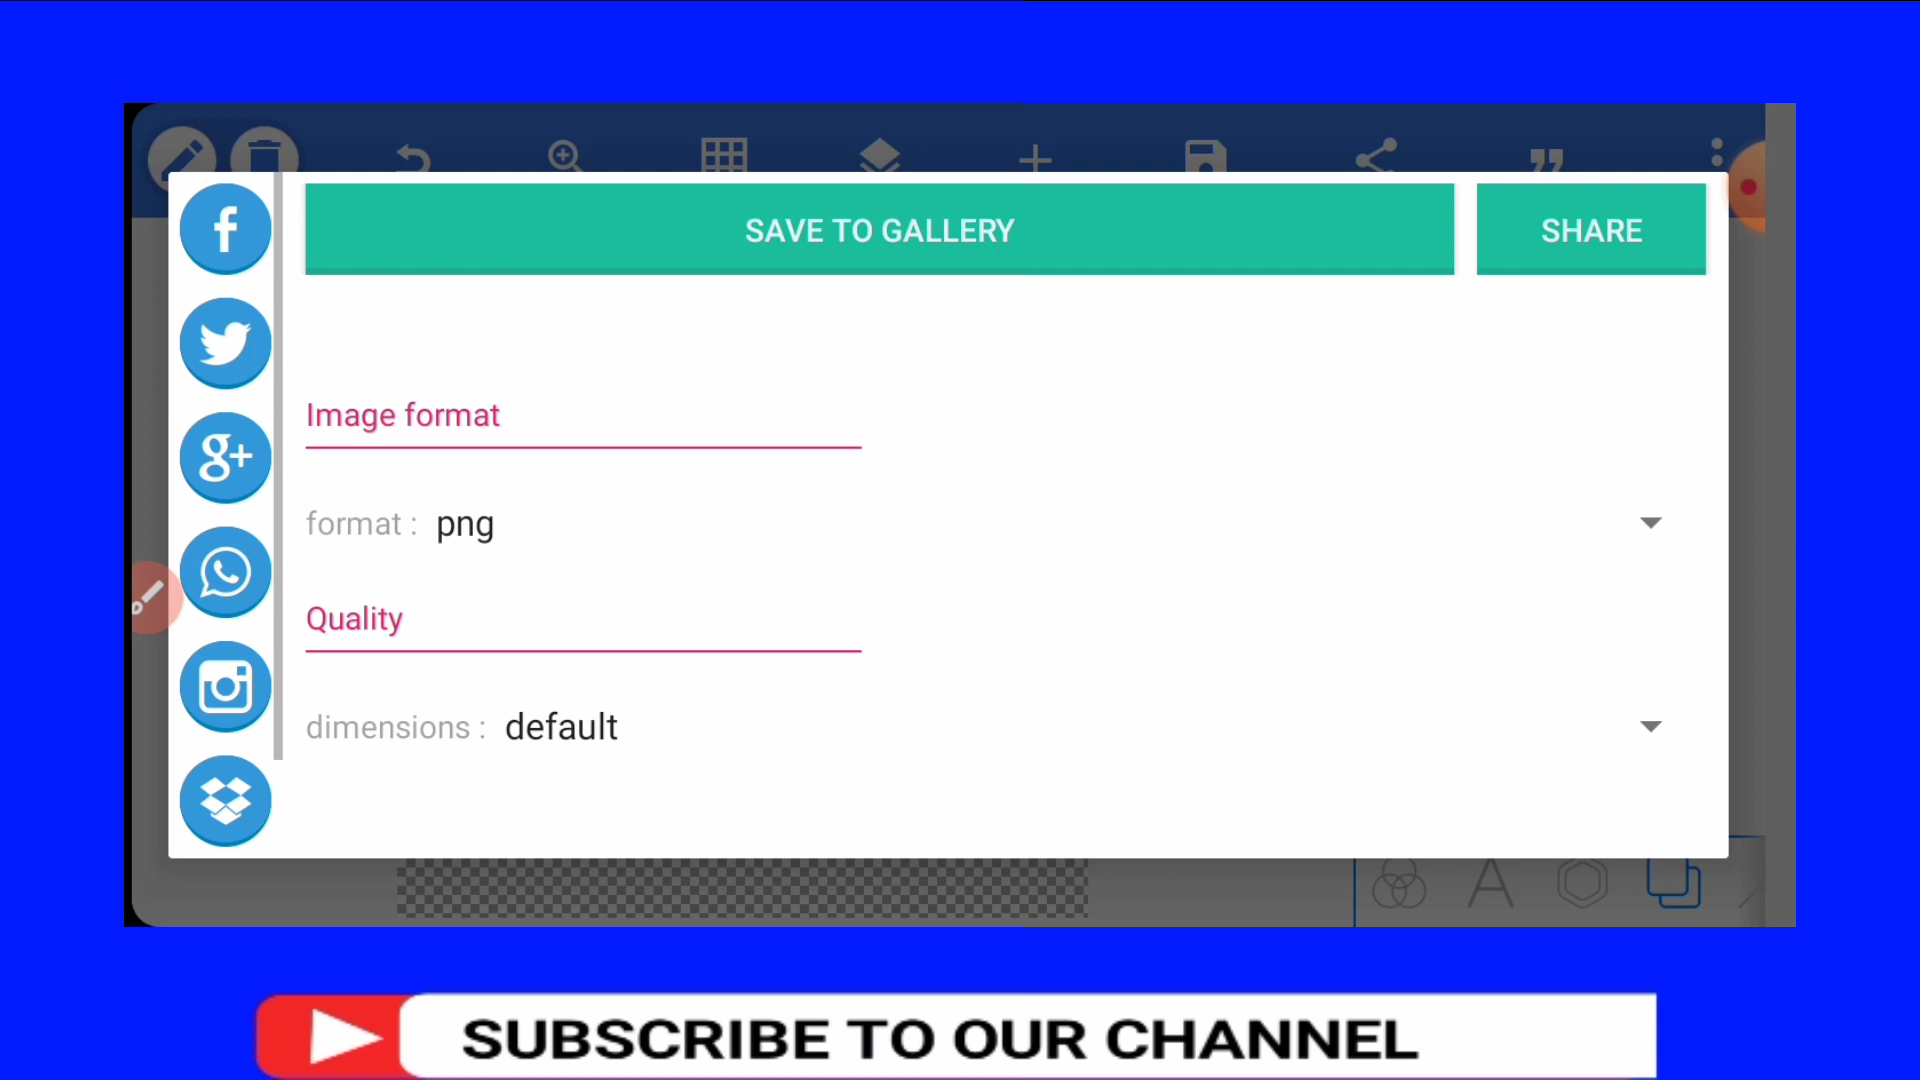 SAVE TO GALLERY
SHARE
Image format
format : png
Quality
dimensions : default
SUBSCRIBE TO OUR CHANNEL